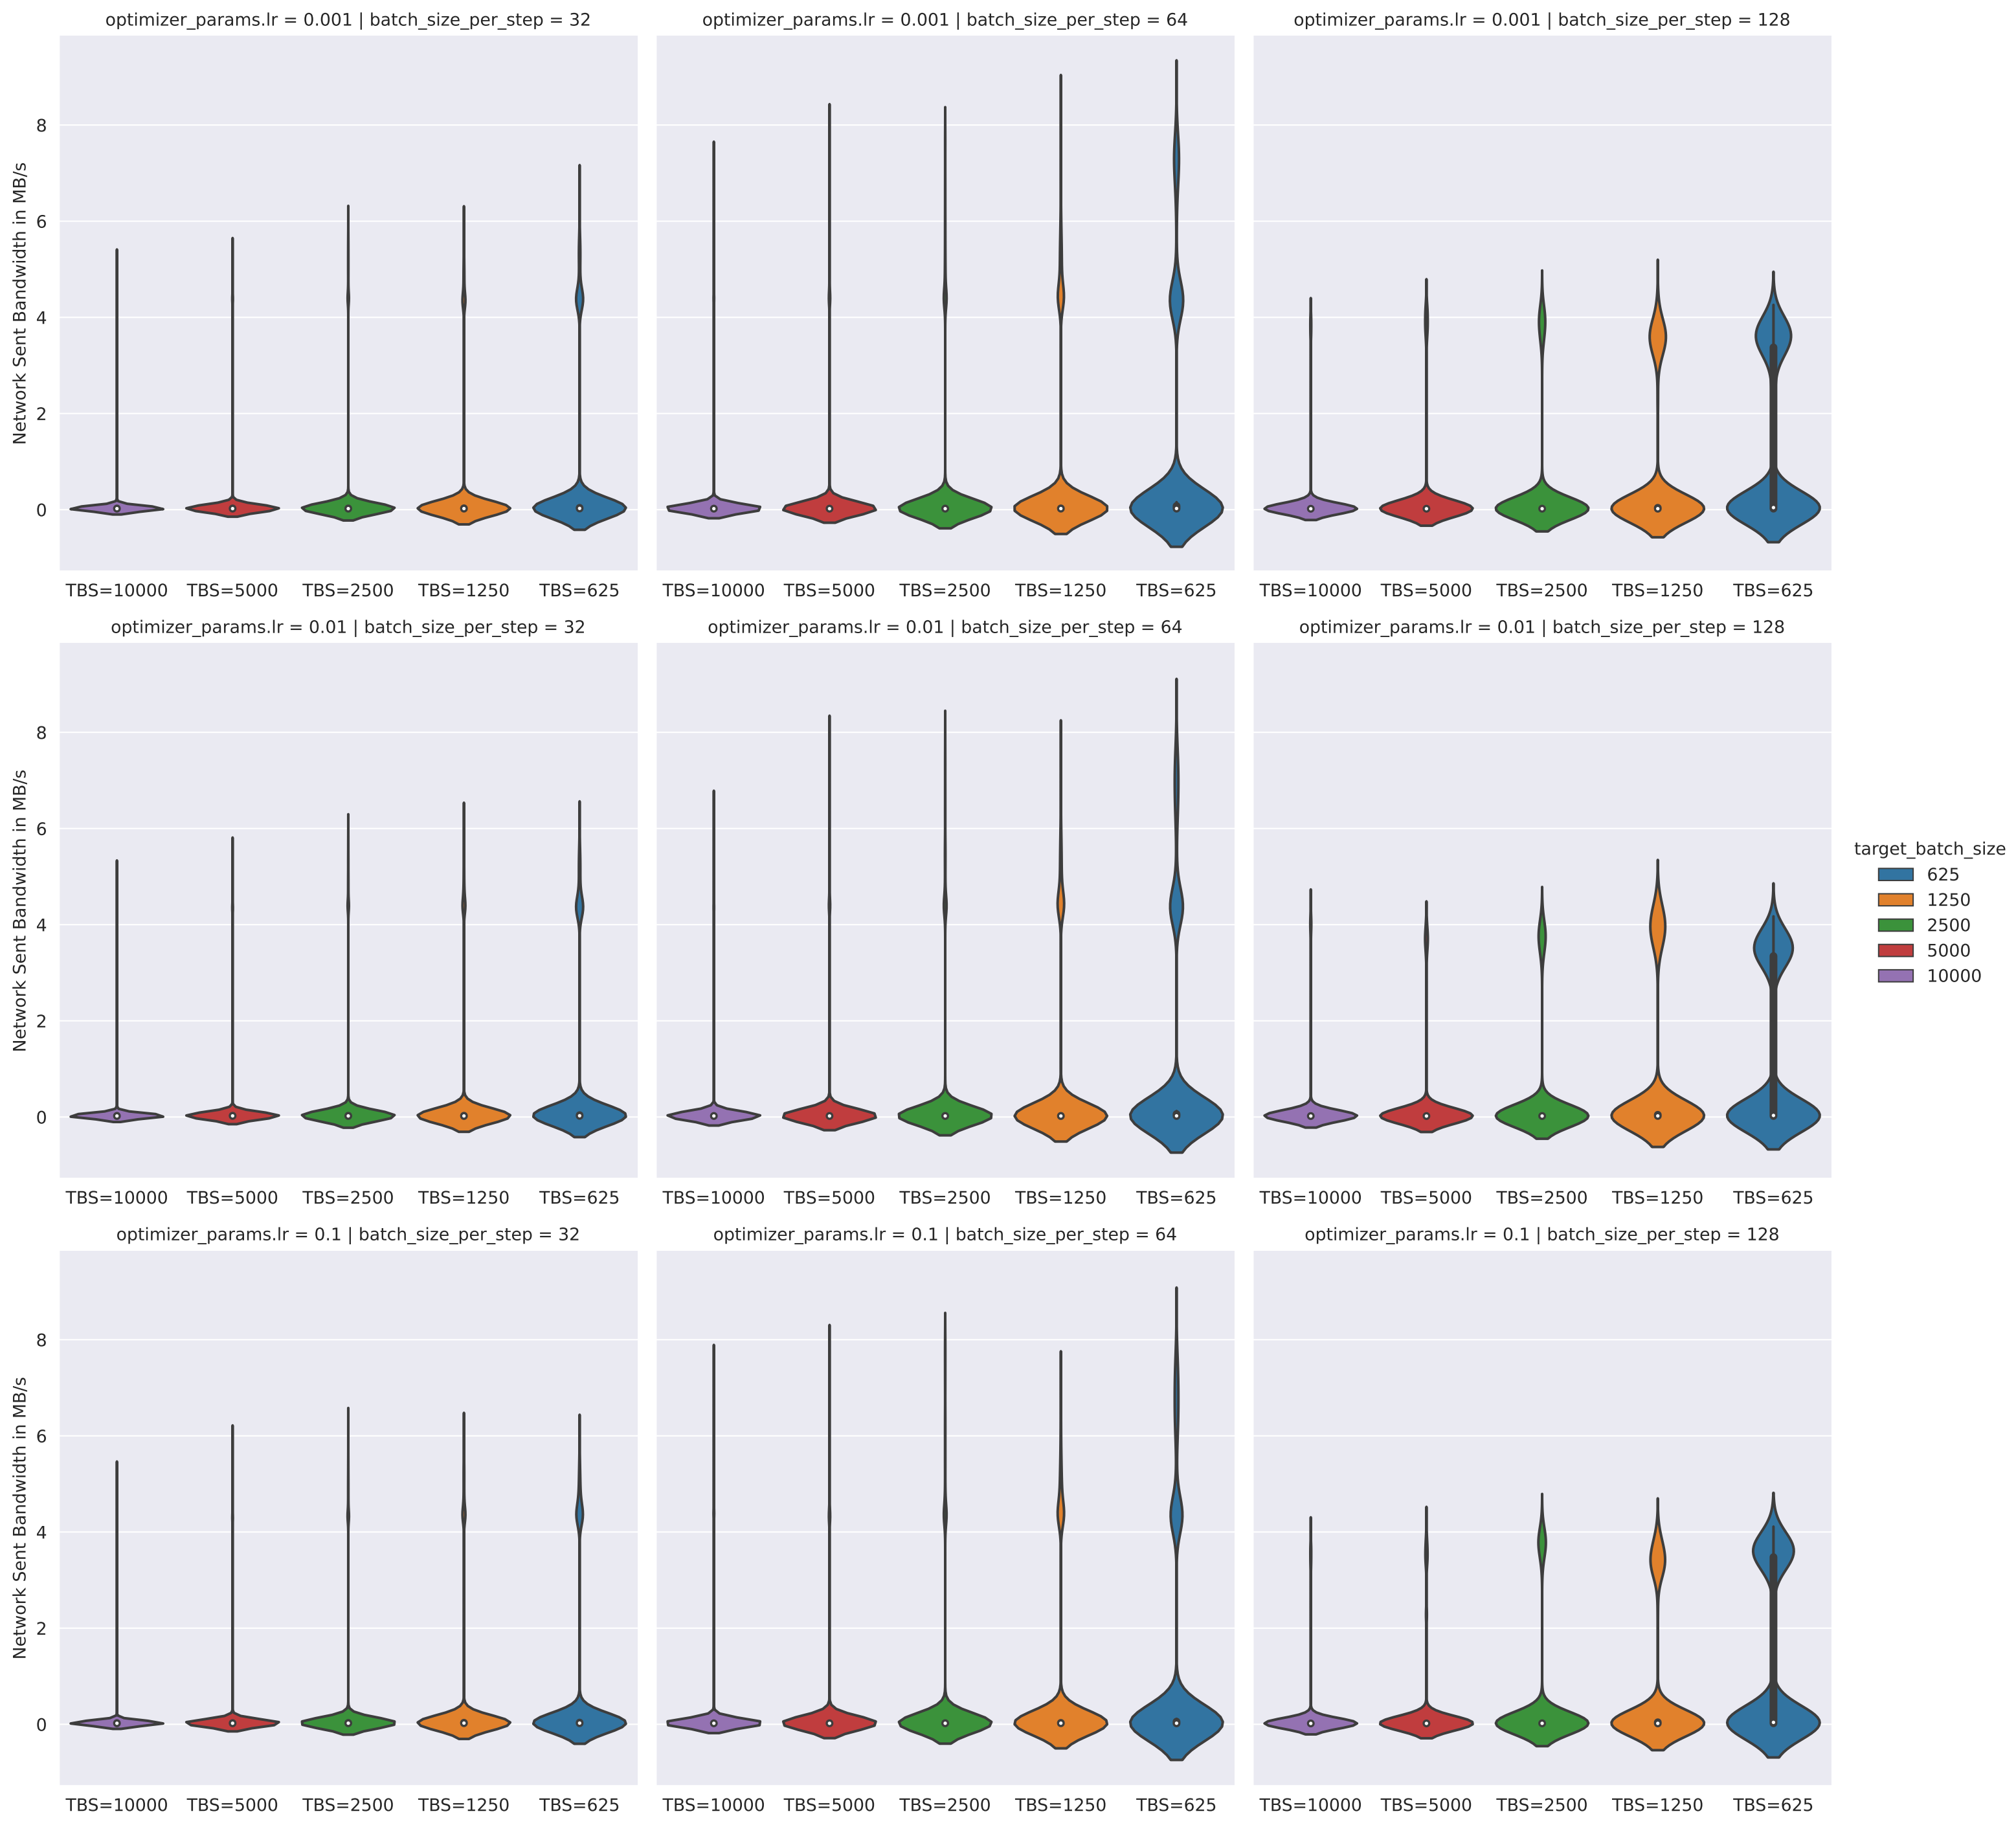 optimizer_params.lr = 0.001 | batch_size_per_step = 32
optimizer_params.lr = 0.001 | batch_size_per_step = 64
optimizer_params.lr = 0.001 | batch_size_per_step = 128
Network Sent Bandwidth in MB/s
8
6
4
2
0
TBS=10000 TBS=5000 TBS=2500 TBS=1250 TBS=625
TBS=10000 TBS=5000 TBS=2500 TBS=1250 TBS=625
TBS=10000 TBS=5000 TBS=2500 TBS=1250 TBS=625
optimizer_params.lr = 0.01 | batch_size_per_step = 32
optimizer_params.lr = 0.01 | batch_size_per_step = 64
optimizer_params.lr = 0.01 | batch_size_per_step = 128
Network Sent Bandwidth in MB/s
8
6
4
2
0
TBS=10000 TBS=5000 TBS=2500 TBS=1250 TBS=625
TBS=10000 TBS=5000 TBS=2500 TBS=1250 TBS=625
TBS=10000 TBS=5000 TBS=2500 TBS=1250 TBS=625
target_batch_size
625
1250
2500
5000
10000
optimizer_params.lr = 0.1 | batch_size_per_step = 32
optimizer_params.lr = 0.1 | batch_size_per_step = 64
optimizer_params.lr = 0.1 | batch_size_per_step = 128
Network Sent Bandwidth in MB/s
8
6
4
2
0
TBS=10000 TBS=5000 TBS=2500 TBS=1250 TBS=625
TBS=10000 TBS=5000 TBS=2500 TBS=1250 TBS=625
TBS=10000 TBS=5000 TBS=2500 TBS=1250 TBS=625